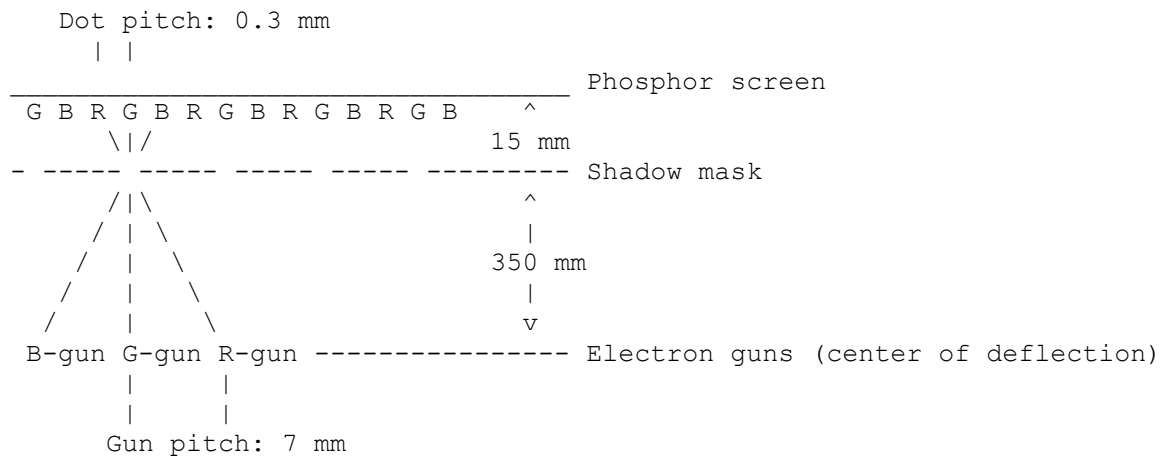 Dot pitch: 0.3 mm
| |
___________________________________ Phosphor screen
G B R G B R G B R G B R G B ^
\|/ 15 mm
- ----- ----- ----- ----- --------- Shadow mask
/|\ ^
/ | \ |
/ | \ 350 mm
/ | \ |
/ | \ v
B-gun G-gun R-gun ---------------- Electron guns (center of deflection)
| |
| |
Gun pitch: 7 mm